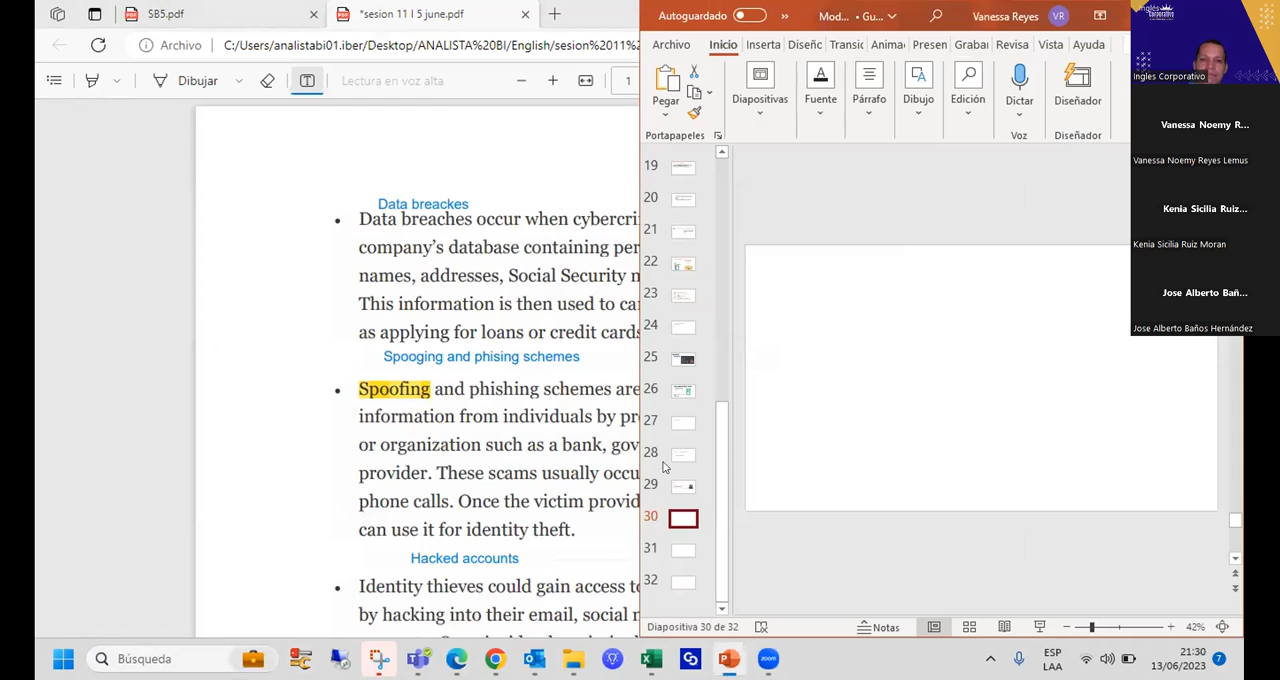 SB5.pdf
*sesion 11 I 5 june.pdf
Archivo
C:/Users/analistabi01.iber/Desktop/ANALISTA %20BI/English/sesion%2011%
Dibujar
Lectura en voz alta
1
Data breackes
• Data breaches occur when cybercri
company's database containing per
names, addresses, Social Security n
This information is then used to ca
as applying for loans or credit cards
Spooging and phising schemes
• Spoofing and phishing schemes are
information from individuals by pr
or organization such as a bank, gov
provider. These scams usually occu
phone calls. Once the victim provid
can use it for identity theft.
Hacked accounts
• Identity thieves could gain access to
by hacking into their email, social n
Autoguardado
Mod... • Gu...
Vanessa Reyes
VR
Archivo
Inicio
Inserta
Diseñc
Transic
Anima
Presen
Grabar
Revisa
Vista
Ayuda
Pegar
Diapositivas
Fuente
Párrafo
Dibujo
Edición
Dictar
Diseñador
Portapapeles
Voz
Diseñador
19
20
21
22
23
24
25
26
27
28
29
30
31
32
Diapositiva 30 de 32
Notas
42%
Inglés
Corporativo
Ingles Corporativo
Vanessa Noemy R...
Vanessa Noemy Reyes Lemus
Kenia Sicilia Ruiz...
Kenia Sicilia Ruiz Moran
Jose Alberto Bañ...
Jose Alberto Baños Hernández
Búsqueda
zoom
ESP
LAA
21:30
13/06/2023
7